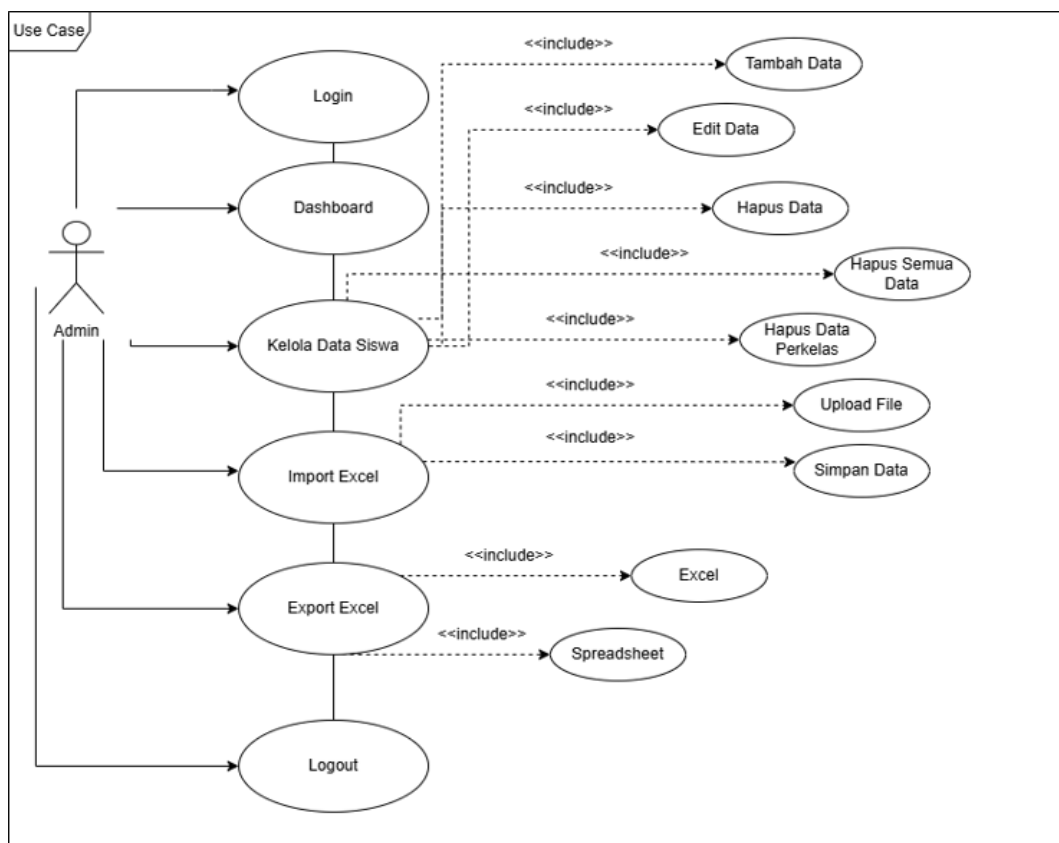 Use Case
<<include>>
Tambah Data
Login
<<include>>
Edit Data
<<include>>
Dashboard
Hapus Data
<<include>>
Hapus Semua
Data
Admin
Kelola Data Siswa
<<include>>
Hapus Data
Perkelas
<<include>>
Upload File
<<include>>
Import Excel
Simpan Data
<<include>>
Export Excel
Excel
<<include>>
Spreadsheet
Logout